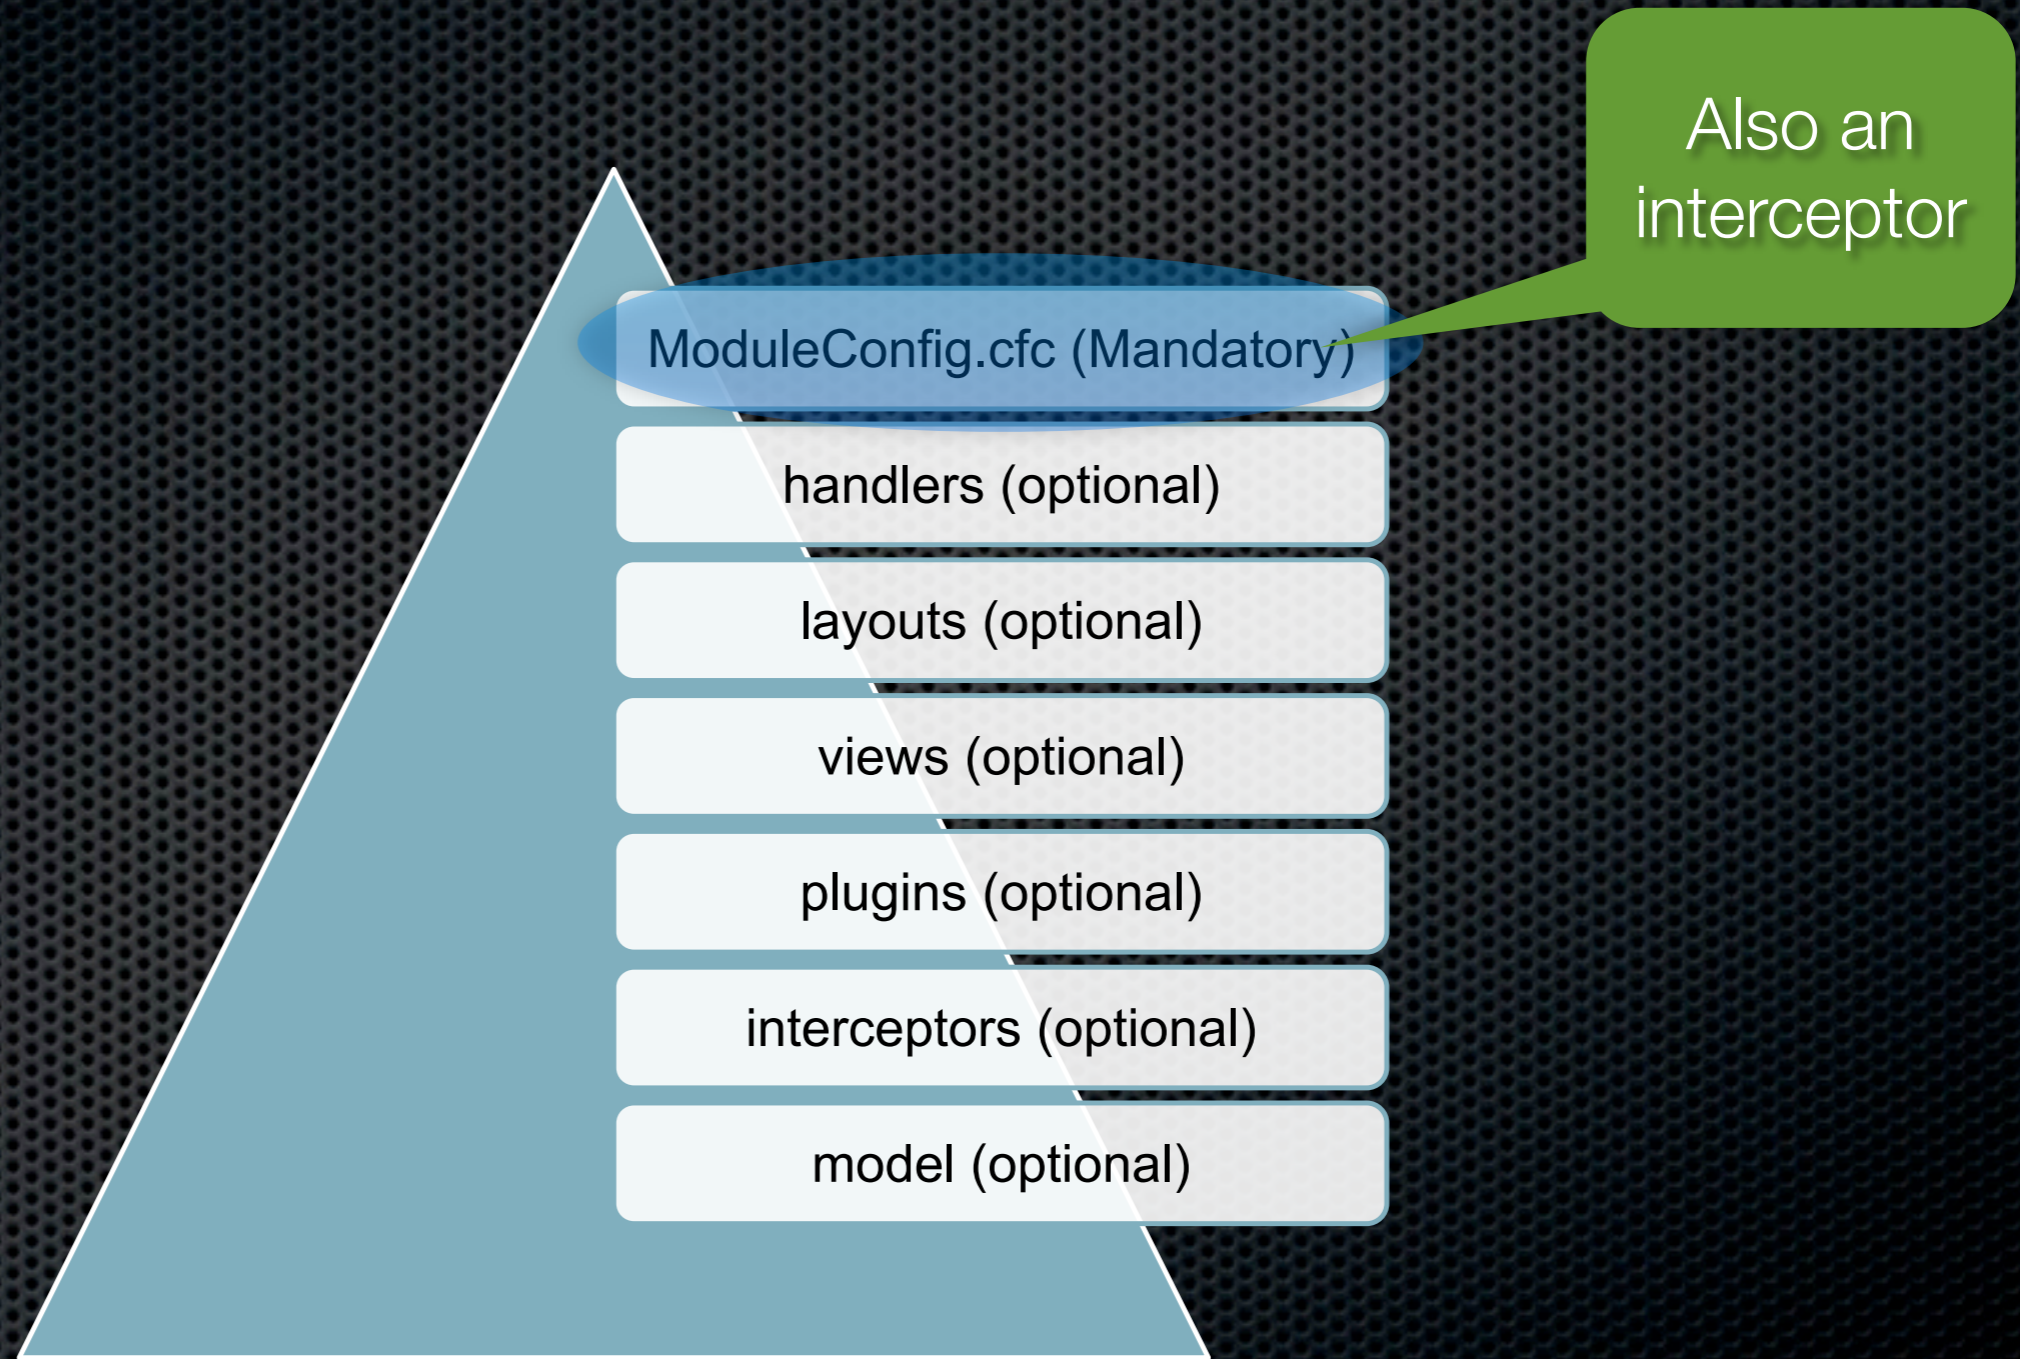 Also an
interceptor
ModuleConfig.cfc (Mandatory)
handlers (optional)
layouts (optional)
views (optional)
plugins (optional)
interceptors (optional)
model (optional)